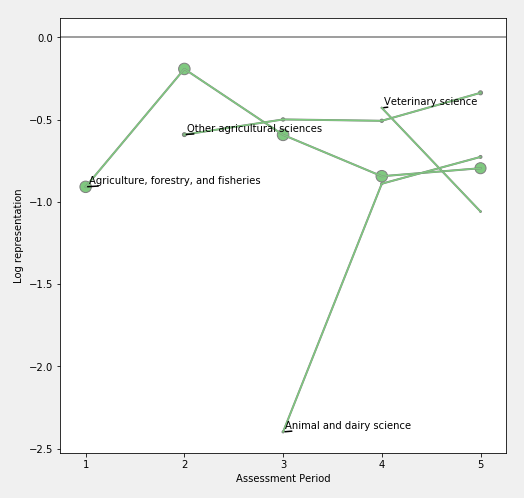 0.0
−0.5
−1.0
−1.5
−2.0
−2.5
Log representation
Veterinary science
Other agricultural sciences
Agriculture, forestry, and fisheries
Animal and dairy science
1 2 3 4 5
Assessment Period